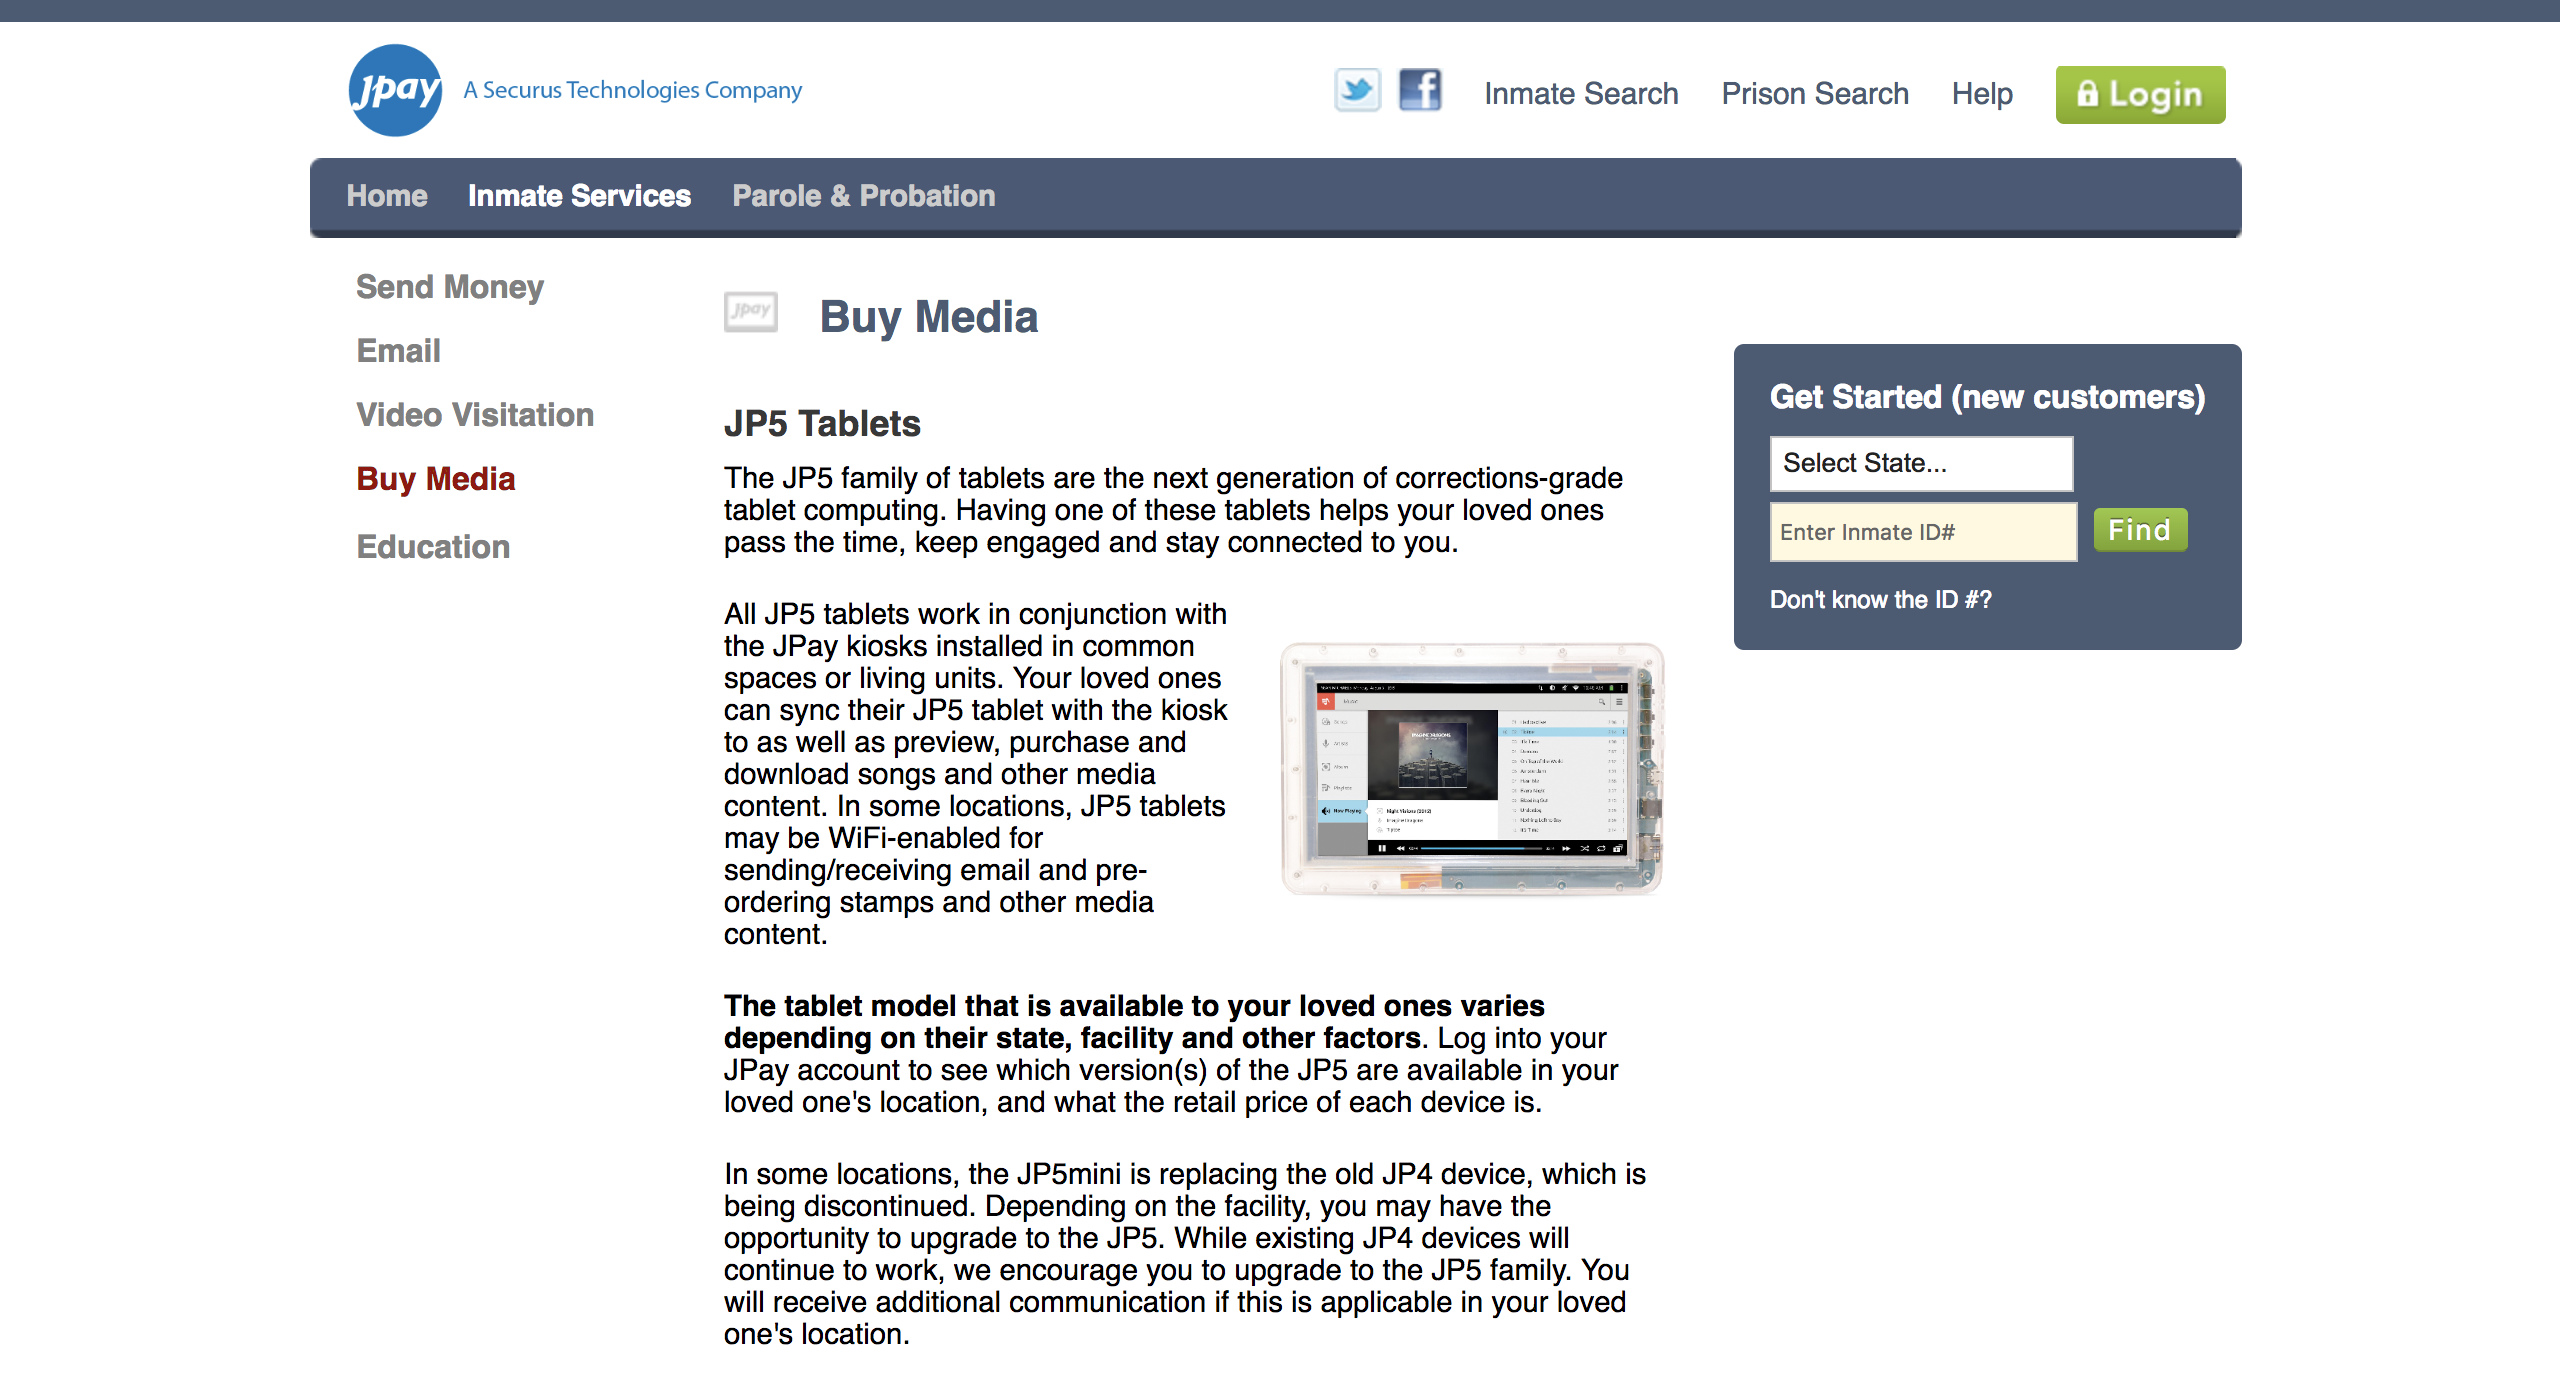 Jpay A Securus Technologies Company
Inmate Search Prison Search Help Login
Home Inmate Services Parole & Probation
Send Money
Email
Video Visitation
Buy Media
Education
Jpay Buy Media
JP5 Tablets
The JP5 family of tablets are the next generation of corrections-grade
tablet computing. Having one of these tablets helps your loved ones
pass the time, keep engaged and stay connected to you.
All JP5 tablets work in conjunction with
the JPay kiosks installed in common
spaces or living units. Your loved ones
can sync their JP5 tablet with the kiosk
to as well as preview, purchase and
download songs and other media
content. In some locations, JP5 tablets
may be WiFi-enabled for
sending/receiving email and pre-
ordering stamps and other media
content.
Music
Now Playing
Night Visions (2012)
Imagine Dragons
The tablet model that is available to your loved ones varies
depending on their state, facility and other factors. Log into your
JPay account to see which version(s) of the JP5 are available in your
loved one's location, and what the retail price of each device is.
In some locations, the JP5mini is replacing the old JP4 device, which is
being discontinued. Depending on the facility, you may have the
opportunity to upgrade to the JP5. While existing JP4 devices will
continue to work, we encourage you to upgrade to the JP5 family. You
will receive additional communication if this is applicable in your loved
one's location.
Get Started (new customers)
Select State...
Enter Inmate ID# Find
Don't know the ID #?